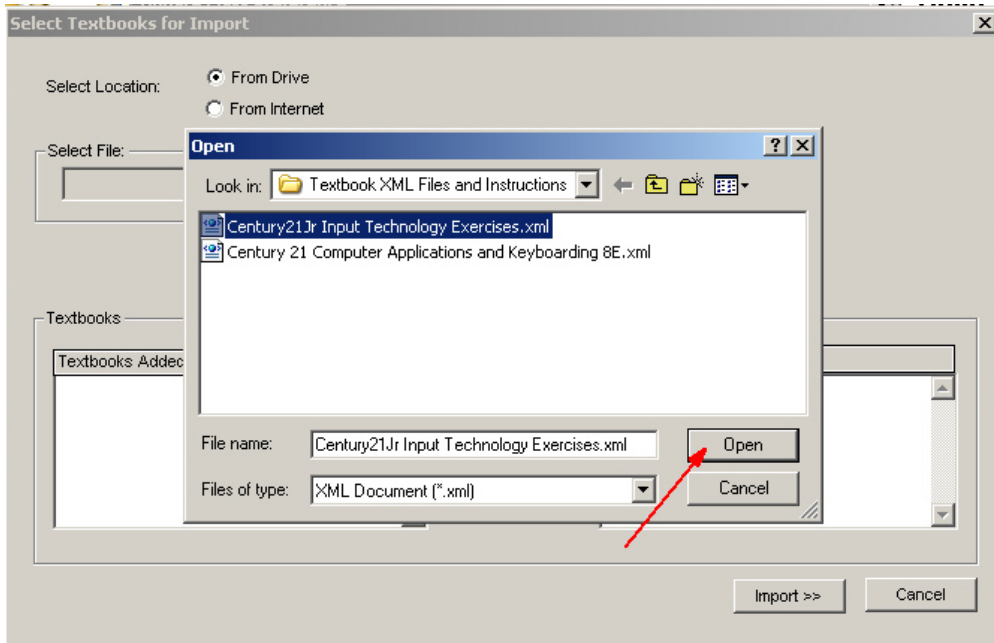 Select Textbooks for Import
Select Location:
From Drive
From Internet
Select File:
Open
Look in: Textbook XML Files and Instructions
Century21Jr Input Technology Exercises.xml
Century 21 Computer Applications and Keyboarding 8E.xml
Textbooks
Textbooks Added
File name: Century21Jr Input Technology Exercises.xml Open
Files of type: XML Document (*.xml) Cancel
Import >> Cancel